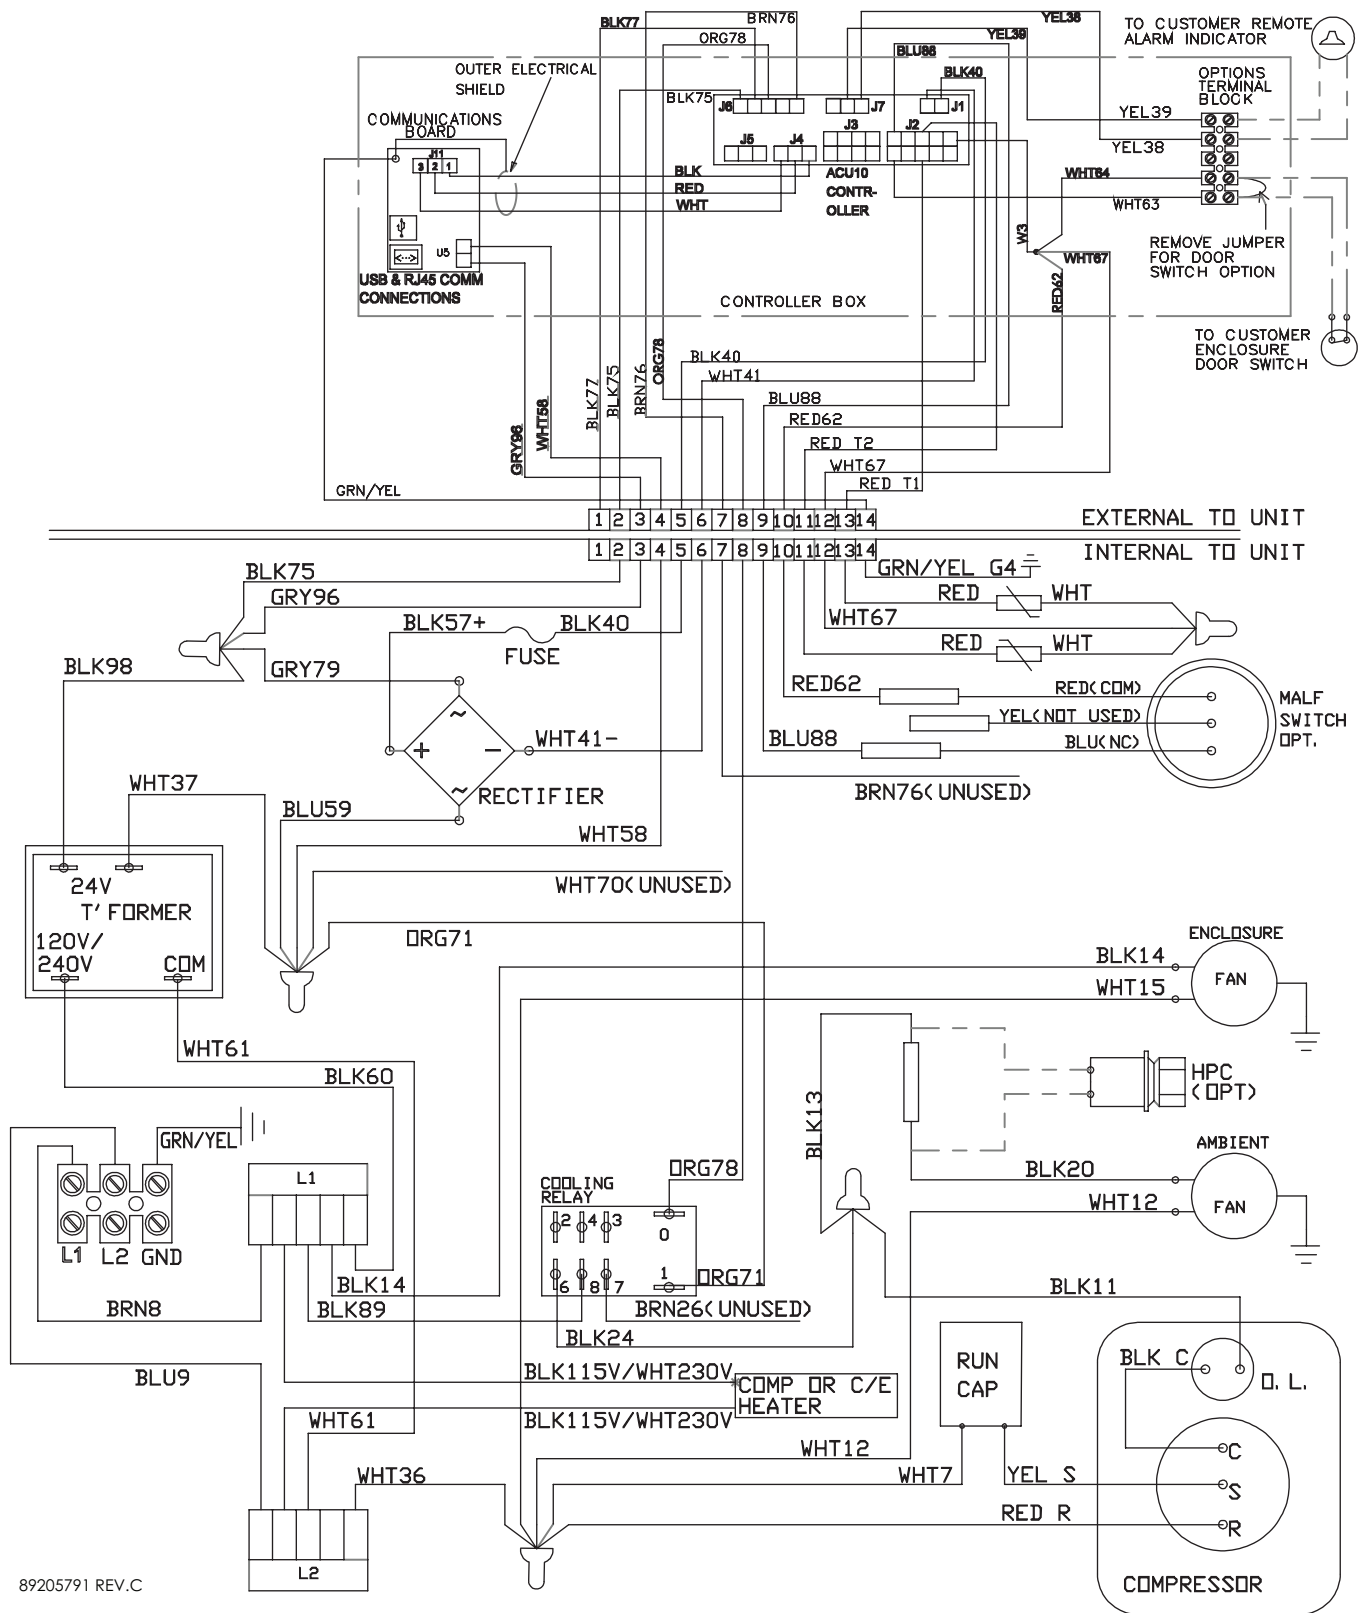 BLK77
BRN76
YEL38
TO CUSTOMER REMOTE
ALARM INDICATOR
ORG78
YEL39
BLU88
OUTER ELECTRICAL
SHIELD
BLK40
OPTIONS
TERMINAL
BLOCK
BLK75
J6
J7
J1
YEL39
COMMUNICATIONS
BOARD
J5
J4
J3
J2
YEL38
J11
3 2 1
BLK
RED
WHT
ACU10
CONTR-
OLLER
WHT64
WHT63
W3
U5
WHT67
REMOVE JUMPER
FOR DOOR
SWITCH OPTION
USB & RJ45 COMM
CONNECTIONS
RED62
CONTROLLER BOX
TO CUSTOMER
ENCLOSURE
DOOR SWITCH
BLK40
WHT41
BLK77
BLK75
BRN76
ORG78
BLU88
RED62
GRY96
WHT58
RED T2
WHT67
RED T1
GRN/YEL
1 2 3 4 5 6 7 8 9 10 11 12 13 14
EXTERNAL TO UNIT
1 2 3 4 5 6 7 8 9 10 11 12 13 14
INTERNAL TO UNIT
BLK75
GRN/YEL G4
GRY96
RED
WHT
BLK57+
BLK40
WHT67
FUSE
RED
WHT
BLK98
GRY79
RED62
RED(COM)
MALF
SWITCH
OPT.
YEL(NOT USED)
~
+
-
WHT41-
BLU88
BLU(NC)
~
RECTIFIER
BRN76(UNUSED)
WHT37
BLU59
WHT58
24V
T'FORMER
WHT70(UNUSED)
120V/
240V
COM
ORG71
ENCLOSURE
FAN
BLK14
WHT15
WHT61
BLK60
BLK13
HPC
(OPT)
GRN/YEL
L1
ORG78
AMBIENT
FAN
BLK20
WHT12
COOLING
RELAY
2 4 3
0
L1 L2 GND
1
6 8 7
ORG71
BLK14
BRN8
BLK89
BRN26(UNUSED)
BLK11
BLK24
BLU9
BLK115V/WHT230V
COMP OR C/E
HEATER
BLK115V/WHT230V
RUN
CAP
BLK C
O.L.
WHT61
WHT12
C
WHT36
WHT7
YEL S
S
RED R
R
L2
COMPRESSOR
89205791 REV.C